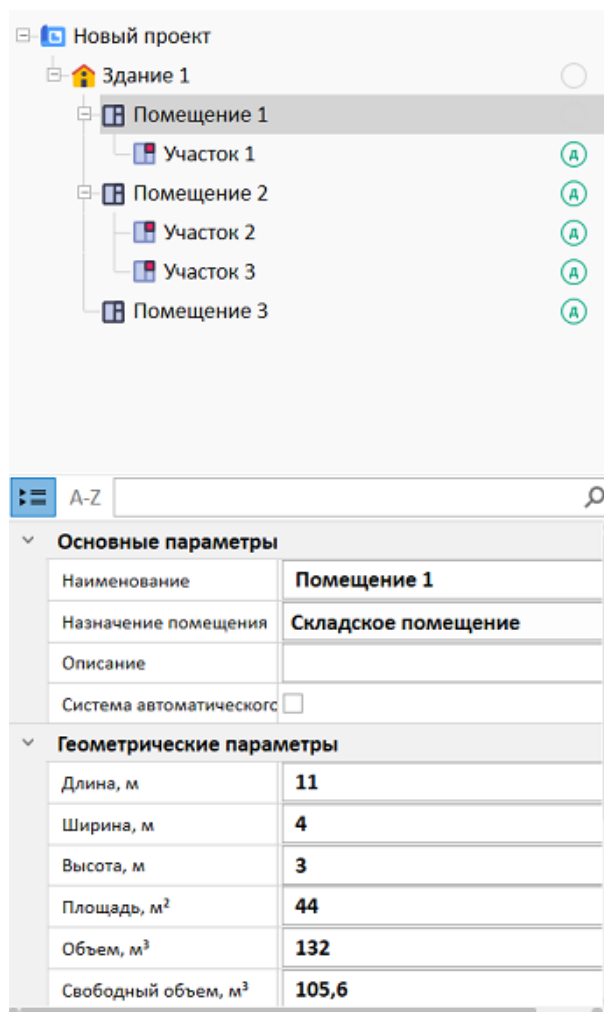 Новый проект
Здание 1
Помещение 1
Участок 1 д
Помещение 2 д
Участок 2 д
Участок 3 д
Помещение 3 д
A-Z
Основные параметры
Наименование Помещение 1
Назначение помещения Складское помещение
Описание
Система автоматического
Геометрические параметры
Длина, м 11
Ширина, м 4
Высота, м 3
Площадь, м² 44
Объем, м³ 132
Свободный объем, м³ 105,6